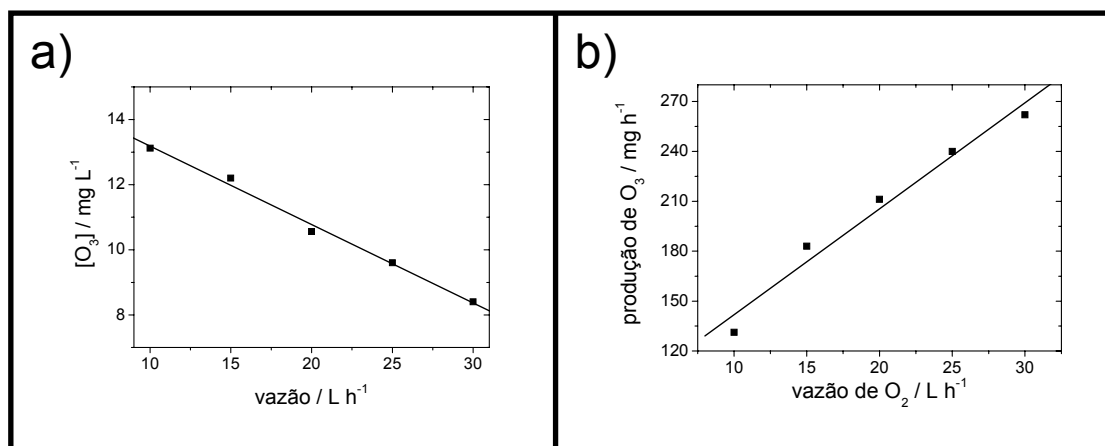 a)
[O₃] / mg L⁻¹
14
12
10
8
10 15 20 25 30
vazão / L h⁻¹
b)
produção de O₃ / mg h⁻¹
270
240
210
180
150
120
10 15 20 25 30
vazão de O₂ / L h⁻¹